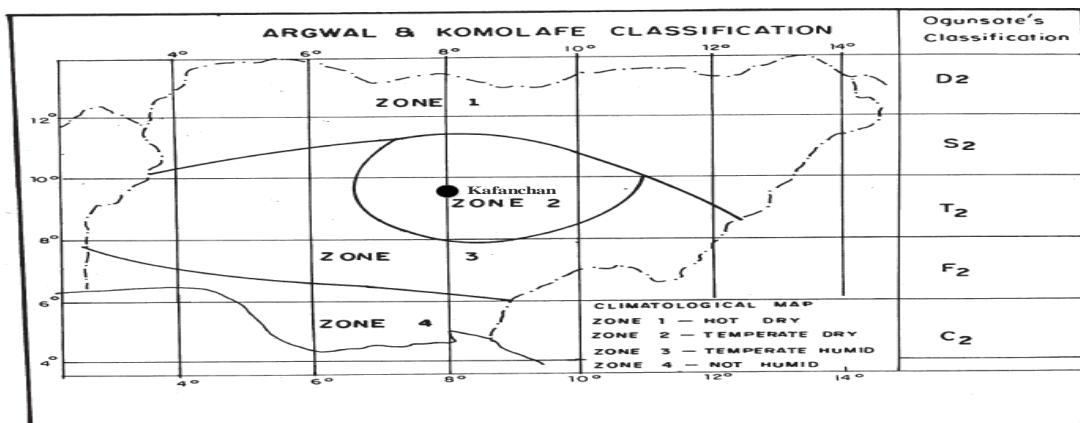 ARGWAL & KOMOLAFE CLASSIFICATION
Ogunsote's
Classification
4° 6° 8° 10° 12° 14°
ZONE 1
D2
12°
S2
10°
Kafanchan
ZONE 2
T2
8°
ZONE 3
F2
6°
CLIMATOLOGICAL MAP
ZONE 1 — HOT DRY
ZONE 4
ZONE 2 — TEMPERATE DRY
C2
ZONE 3 — TEMPERATE HUMID
4°
ZONE 4 — NOT HUMID
4° 6° 8° 10° 12° 14°